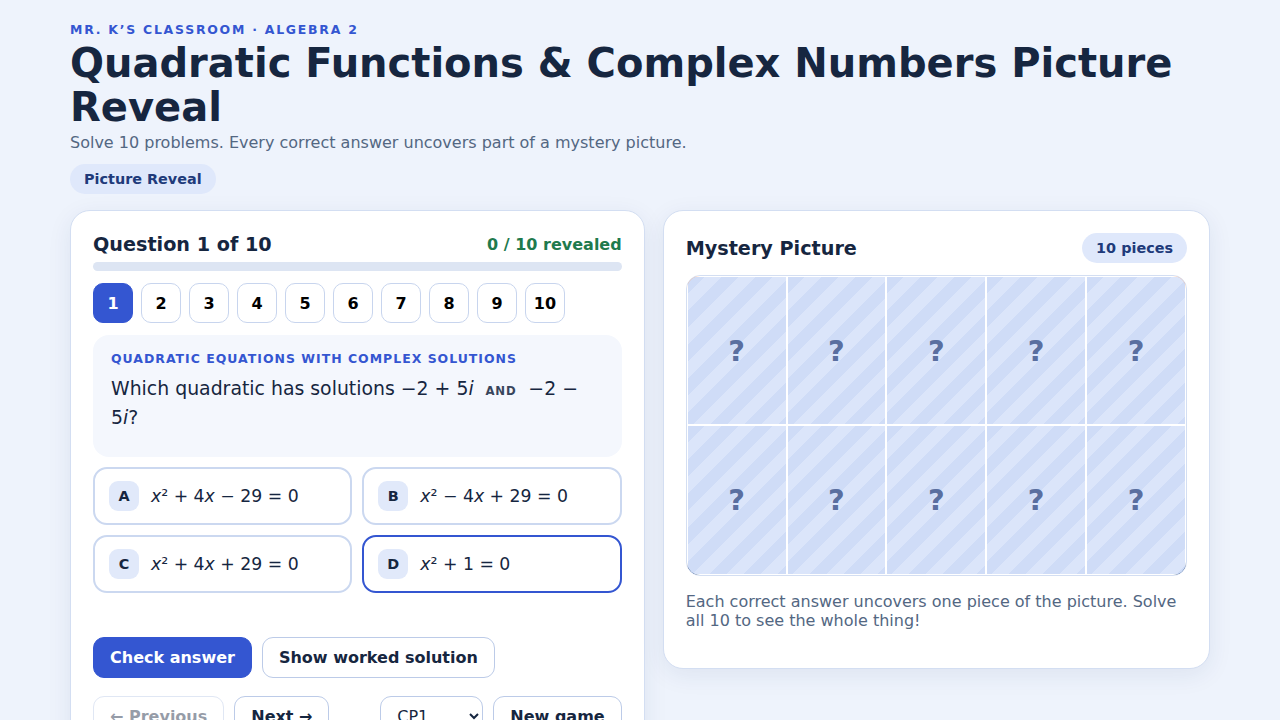 MR. K’S CLASSROOM · ALGEBRA 2
Quadratic Functions & Complex Numbers Picture
Reveal
Solve 10 problems. Every correct answer uncovers part of a mystery picture.
Picture Reveal
Question 1 of 10
0 / 10 revealed
1 2 3 4 5 6 7 8 9 10
QUADRATIC EQUATIONS WITH COMPLEX SOLUTIONS
Which quadratic has solutions −2 + 5i AND −2 −
5i?
A x² + 4x − 29 = 0
B x² − 4x + 29 = 0
C x² + 4x + 29 = 0
D x² + 1 = 0
Check answer
Show worked solution
← Previous
Next →
CP1
New game
Mystery Picture
10 pieces
? ? ? ? ?
? ? ? ? ?
Each correct answer uncovers one piece of the picture. Solve
all 10 to see the whole thing!